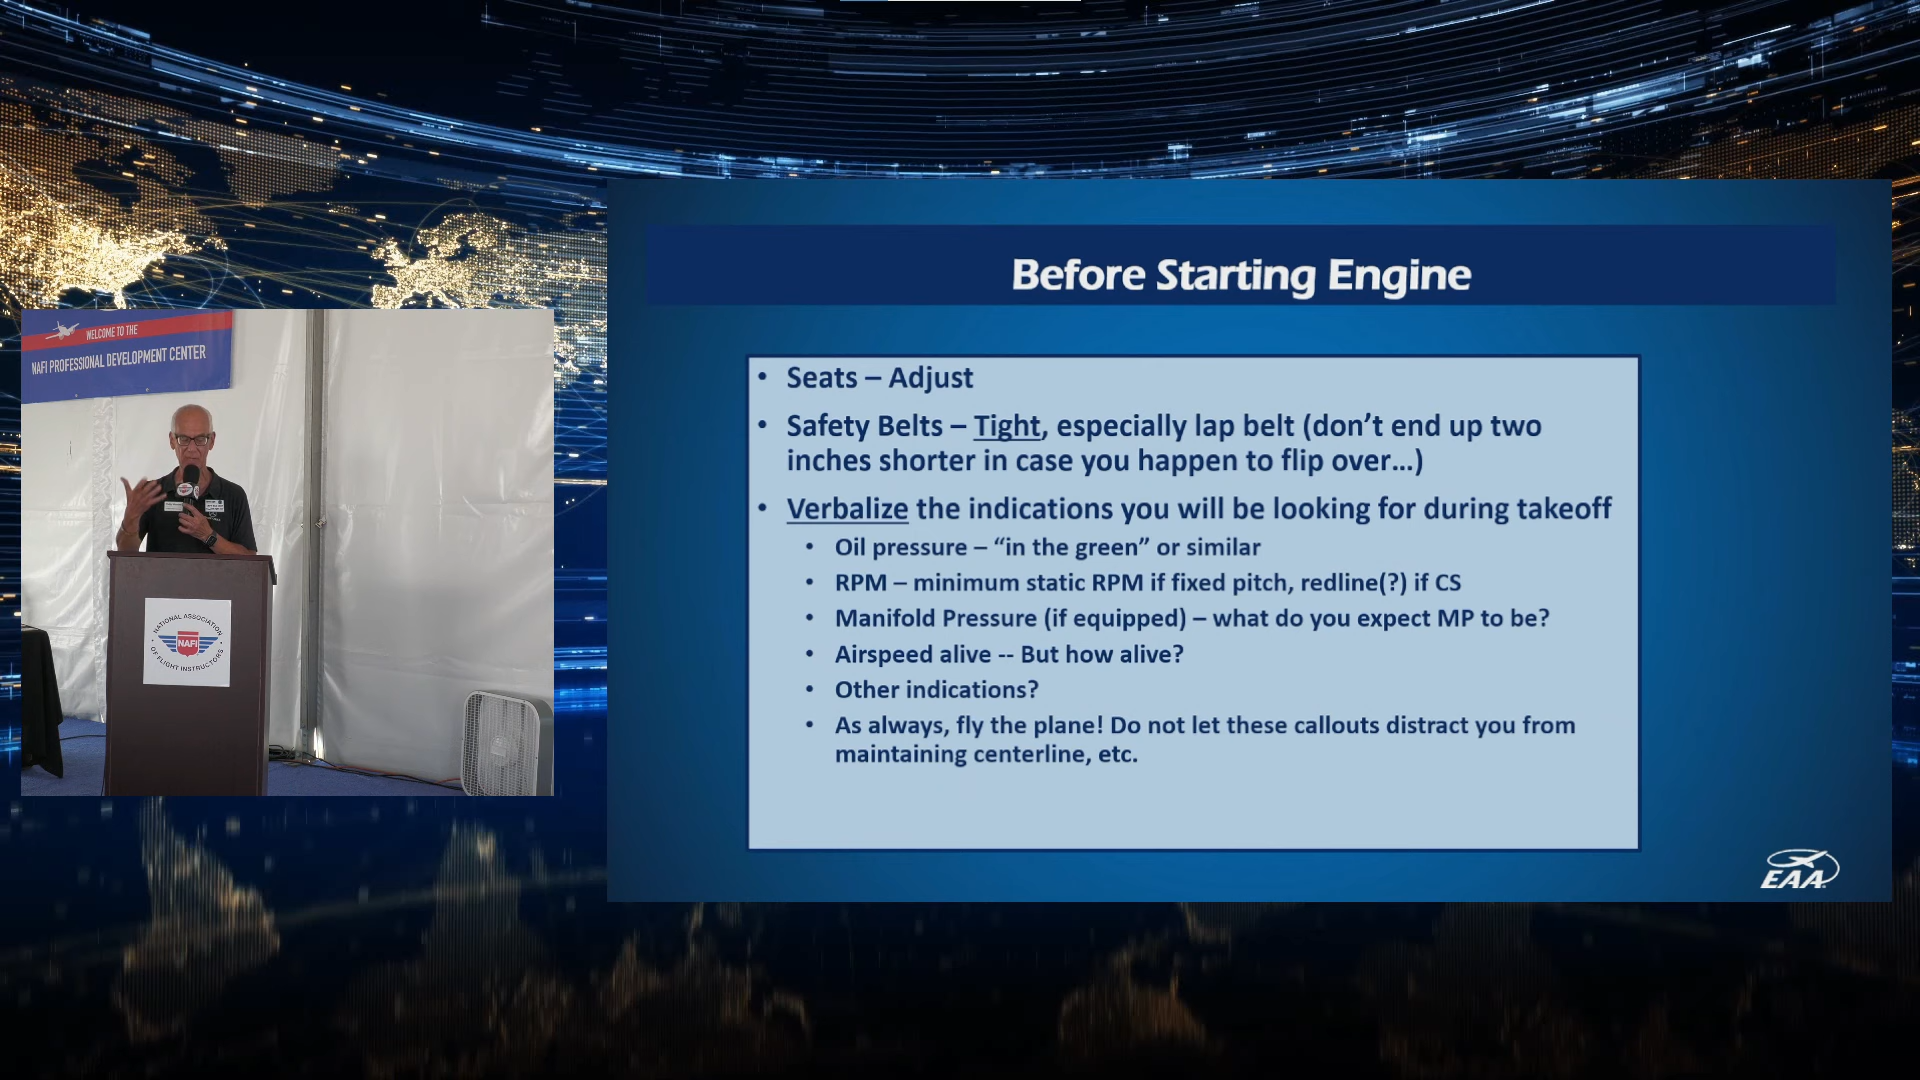 WELCOME TO THE
NAFI PROFESSIONAL DEVELOPMENT CENTER
NATIONAL ASSOCIATION
NAFI
OF FLIGHT INSTRUCTORS
Before Starting Engine
• Seats – Adjust
• Safety Belts – Tight, especially lap belt (don’t end up two
inches shorter in case you happen to flip over...)
• Verbalize the indications you will be looking for during takeoff
• Oil pressure – “in the green” or similar
• RPM – minimum static RPM if fixed pitch, redline(?) if CS
• Manifold Pressure (if equipped) – what do you expect MP to be?
• Airspeed alive -- But how alive?
• Other indications?
• As always, fly the plane! Do not let these callouts distract you from
maintaining centerline, etc.
EAA